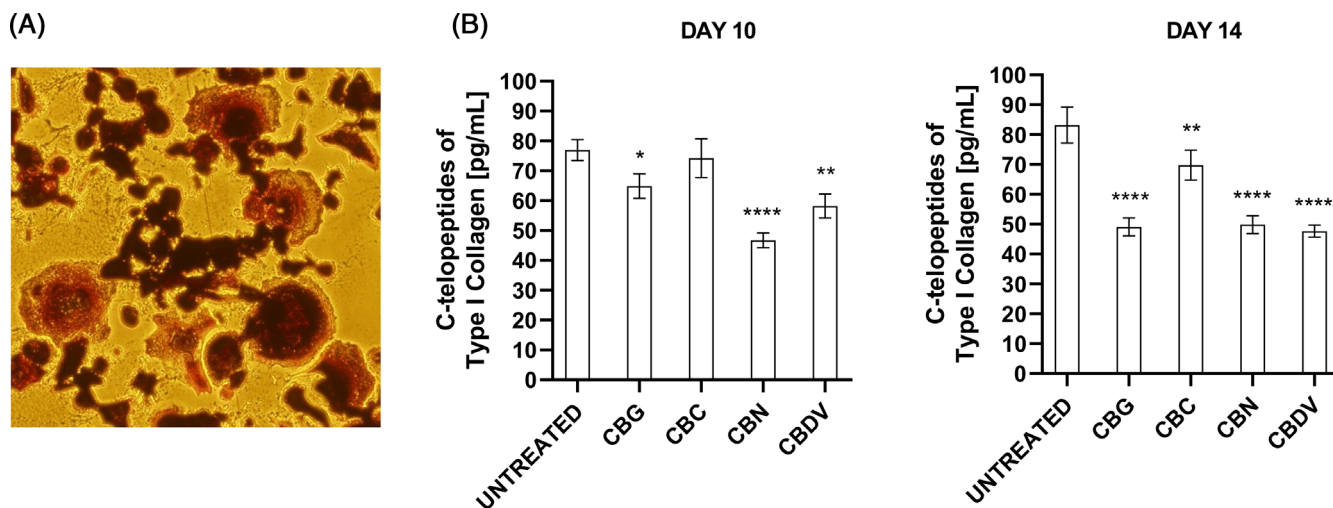 (A)
(B)
DAY 10
C-telopeptides of
Type I Collagen [pg/mL]
100
90
80
70
60
50
40
30
20
10
0
*
****
**
UNTREATED
CBG
CBC
CBN
CBDV
DAY 14
C-telopeptides of
Type I Collagen [pg/mL]
100
90
80
70
60
50
40
30
20
10
0
****
**
****
****
UNTREATED
CBG
CBC
CBN
CBDV